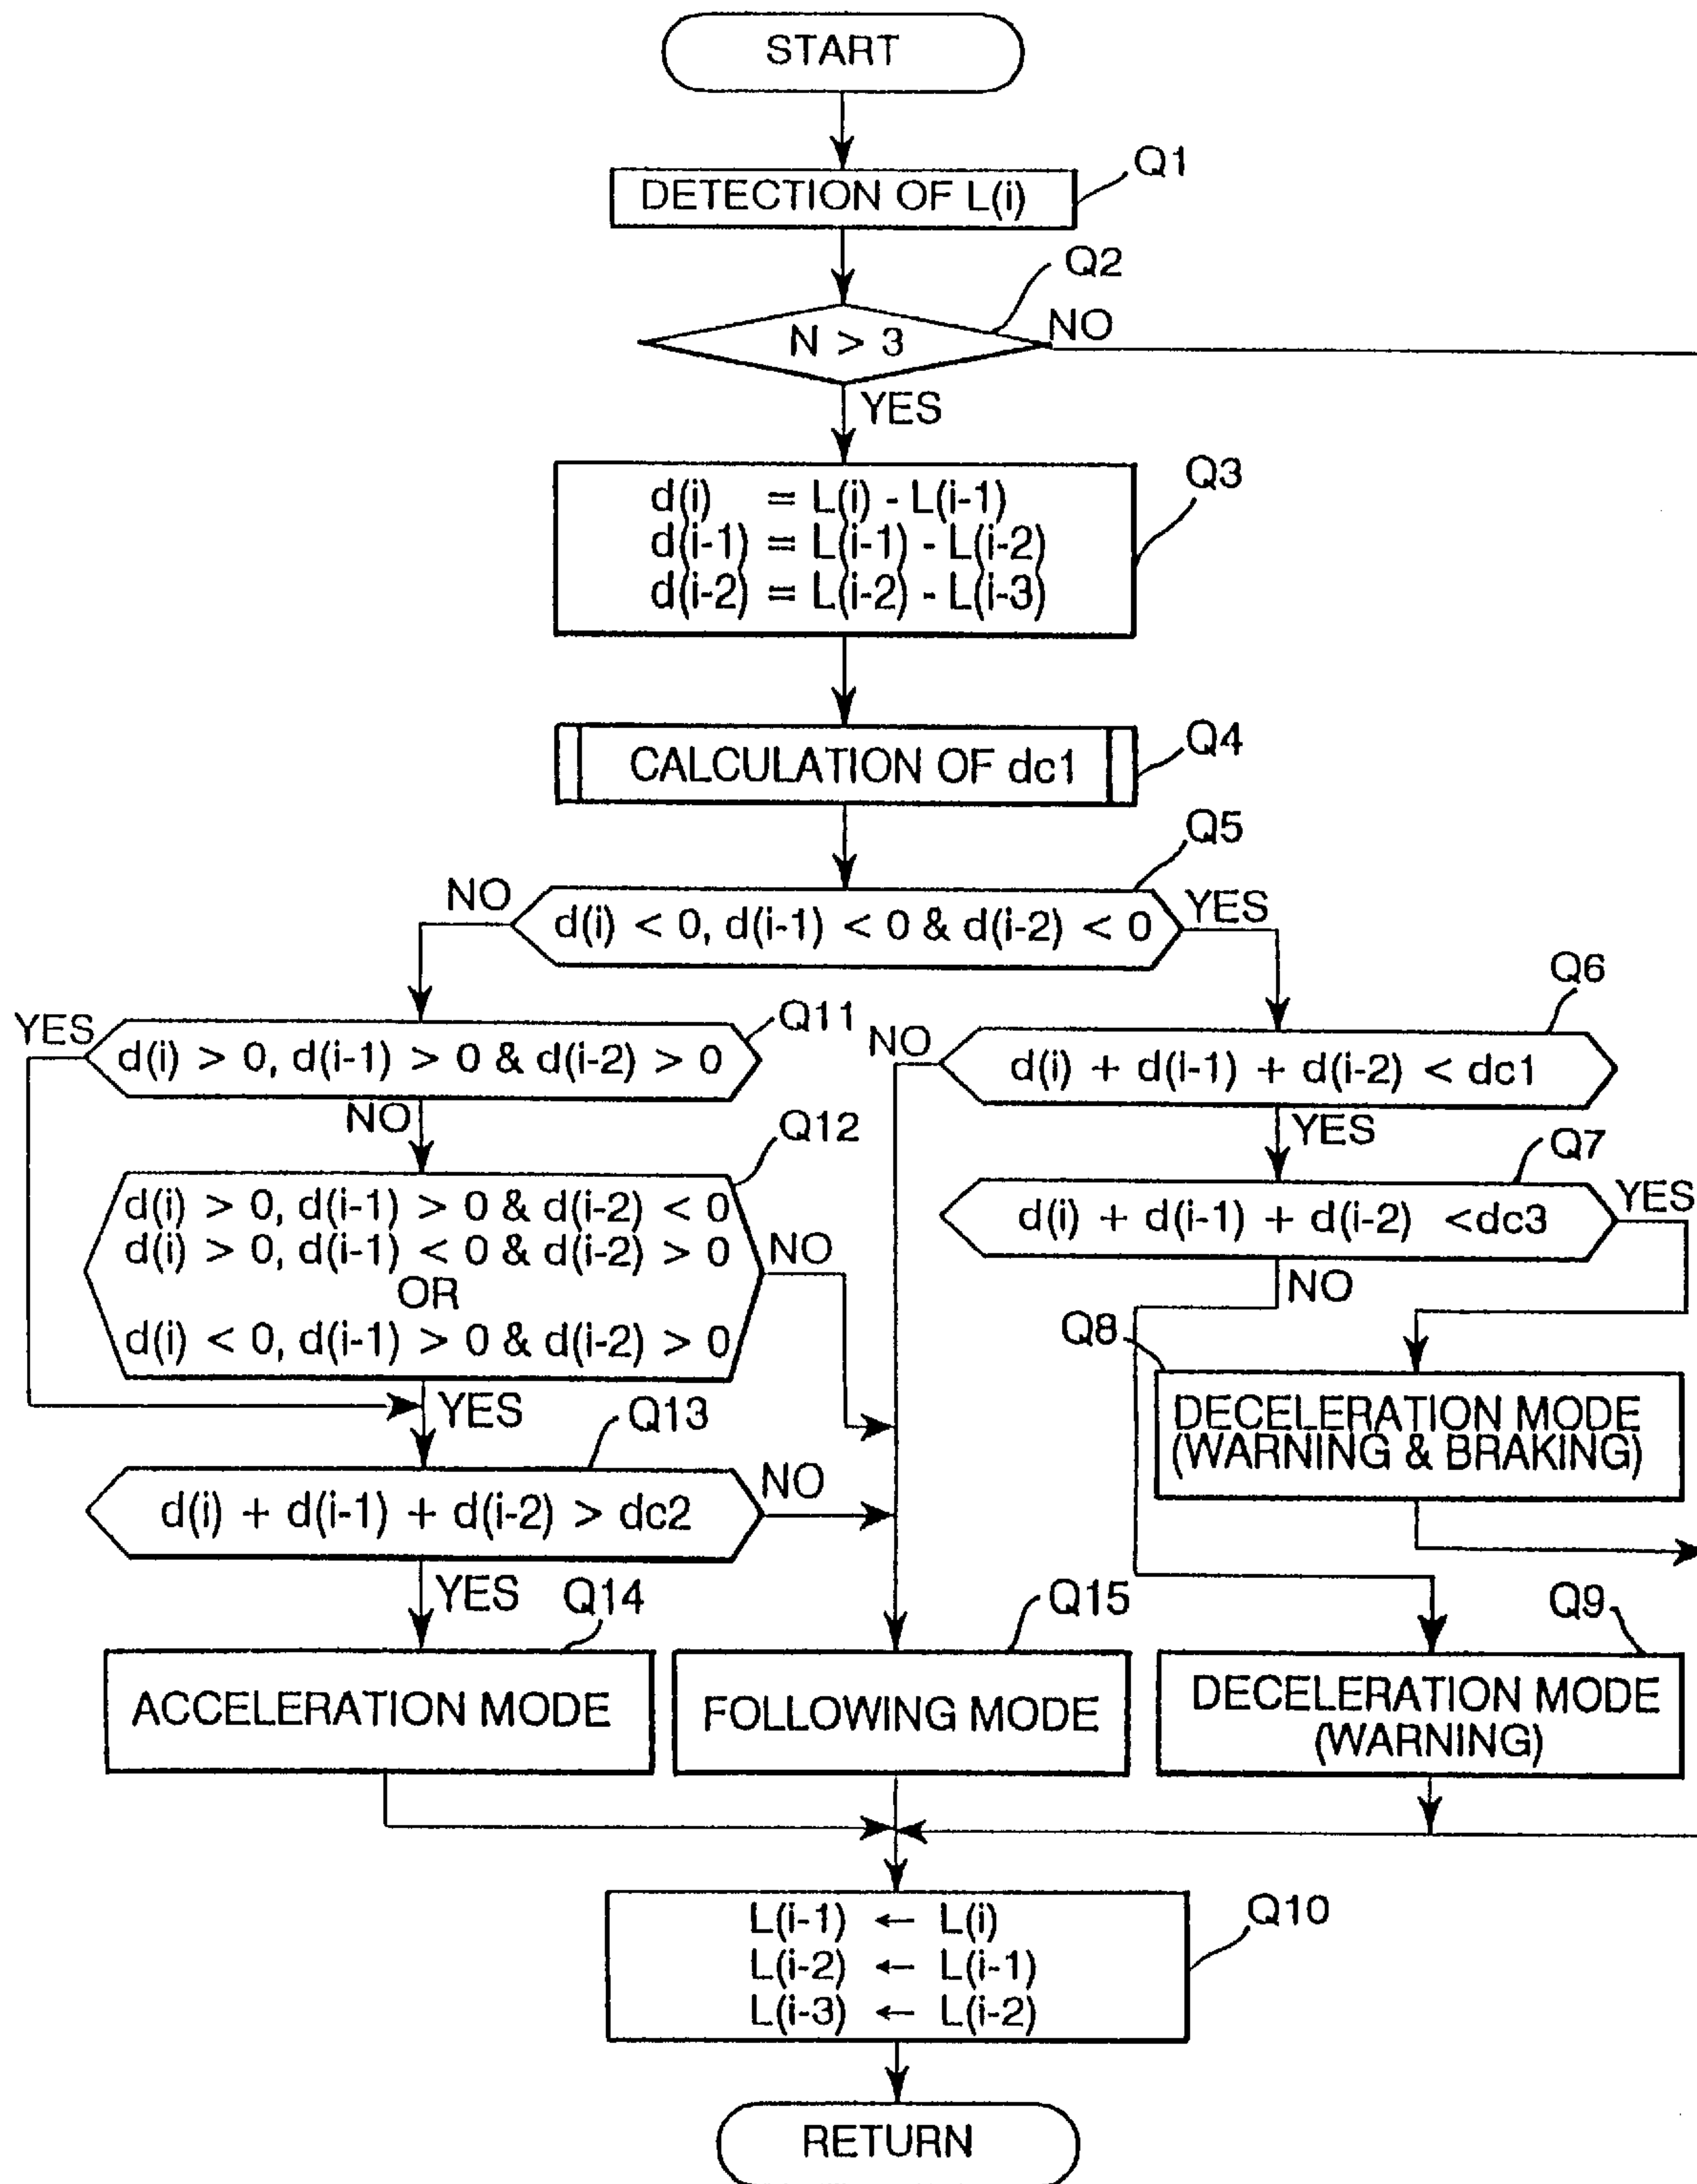 START
Q1
DETECTION OF L(i)
Q2
N > 3
NO
YES
Q3
d(i) = L(i) - L(i-1)
d(i-1) = L(i-1) - L(i-2)
d(i-2) = L(i-2) - L(i-3)
Q4
CALCULATION OF dc1
Q5
NO
d(i) < 0, d(i-1) < 0 & d(i-2) < 0
YES
Q6
YES
d(i) > 0, d(i-1) > 0 & d(i-2) > 0
Q11
NO
d(i) + d(i-1) + d(i-2) < dc1
NO
Q12
YES
Q7
d(i) > 0, d(i-1) > 0 & d(i-2) < 0
d(i) > 0, d(i-1) < 0 & d(i-2) > 0
OR
d(i) < 0, d(i-1) > 0 & d(i-2) > 0
NO
d(i) + d(i-1) + d(i-2) <dc3
YES
NO
Q8
DECELERATION MODE
(WARNING & BRAKING)
YES
Q13
d(i) + d(i-1) + d(i-2) > dc2
NO
YES
Q14
Q15
Q9
ACCELERATION MODE
FOLLOWING MODE
DECELERATION MODE
(WARNING)
Q10
L(i-1) ← L(i)
L(i-2) ← L(i-1)
L(i-3) ← L(i-2)
RETURN